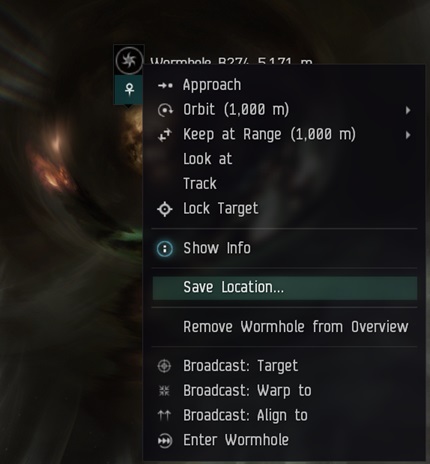 Wormhole B274 5,171 m
Approach
Orbit (1,000 m)
Keep at Range (1,000 m)
Look at
Track
Lock Target
Show Info
Save Location...
Remove Wormhole from Overview
Broadcast: Target
Broadcast: Warp to
Broadcast: Align to
Enter Wormhole